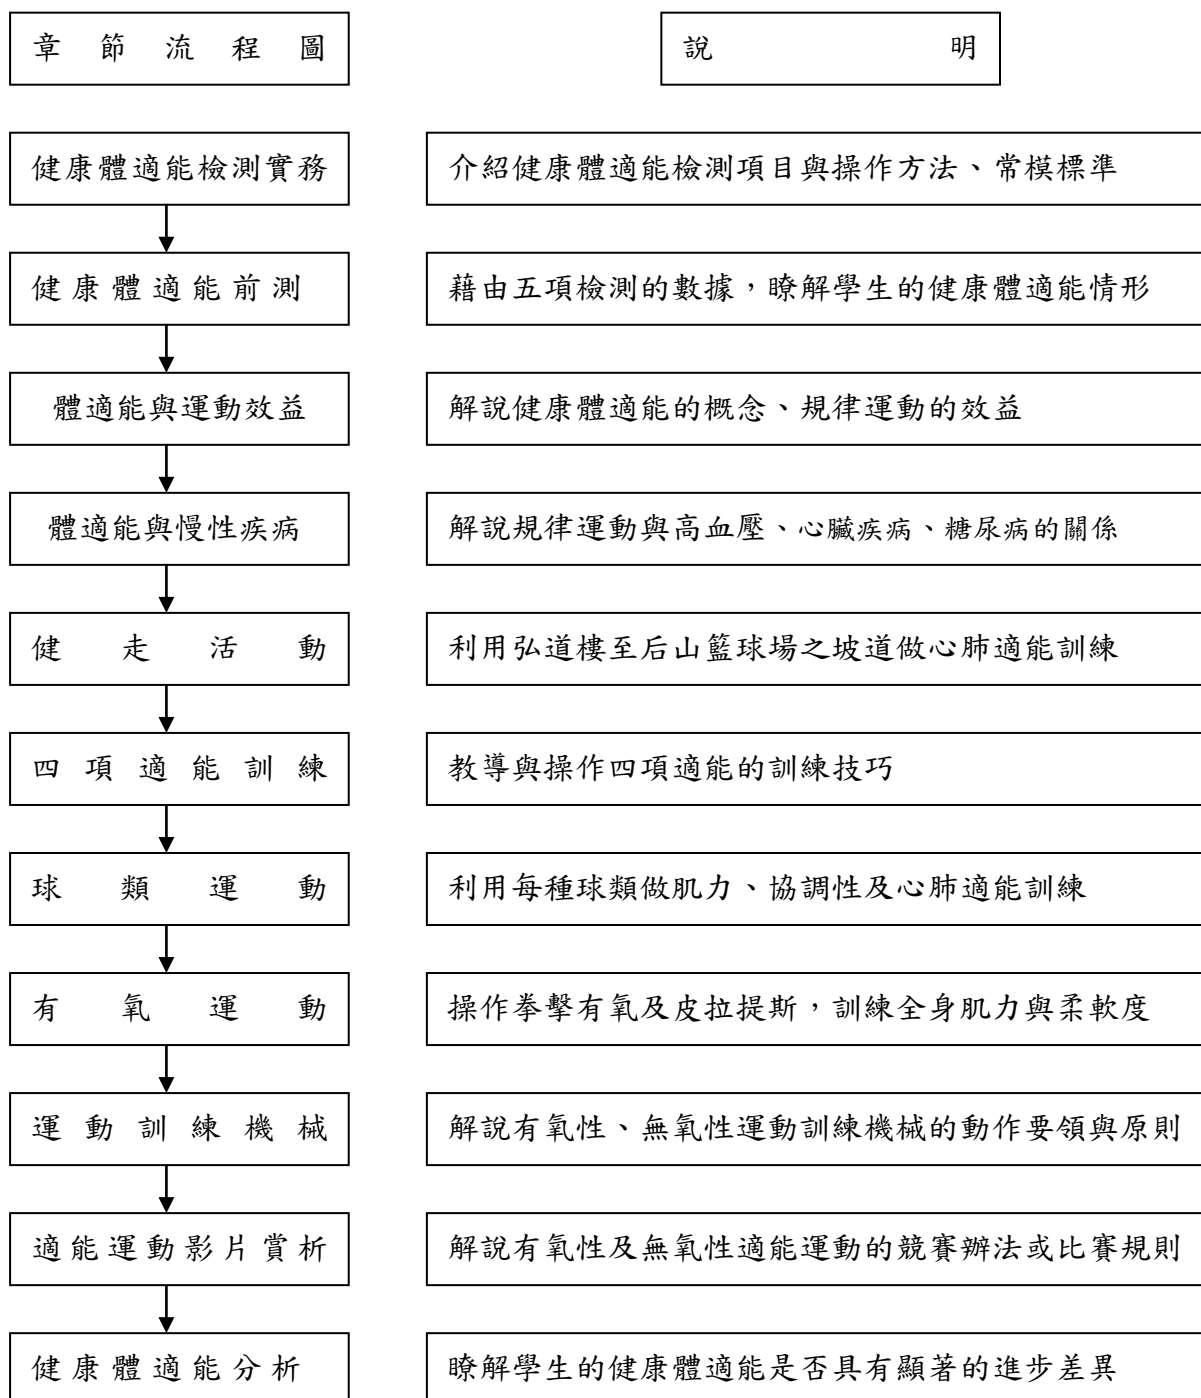 章節流程圖
說明
健康體適能檢測實務
介紹健康體適能檢測項目與操作方法、常模標準
健康體適能前測
藉由五項檢測的數據，瞭解學生的健康體適能情形
體適能與運動效益
解說健康體適能的概念、規律運動的效益
體適能與慢性疾病
解說規律運動與高血壓、心臟疾病、糖尿病的關係
健走活動
利用弘道樓至后山籃球場之坡道做心肺適能訓練
四項適能訓練
教導與操作四項適能的訓練技巧
球類運動
利用每種球類做肌力、協調性及心肺適能訓練
有氧運動
操作拳擊有氧及皮拉提斯，訓練全身肌力與柔軟度
運動訓練機械
解說有氧性、無氧性運動訓練機械的動作要領與原則
適能運動影片賞析
解說有氧性及無氧性適能運動的競賽辦法或比賽規則
健康體適能分析
瞭解學生的健康體適能是否具有顯著的進步差異